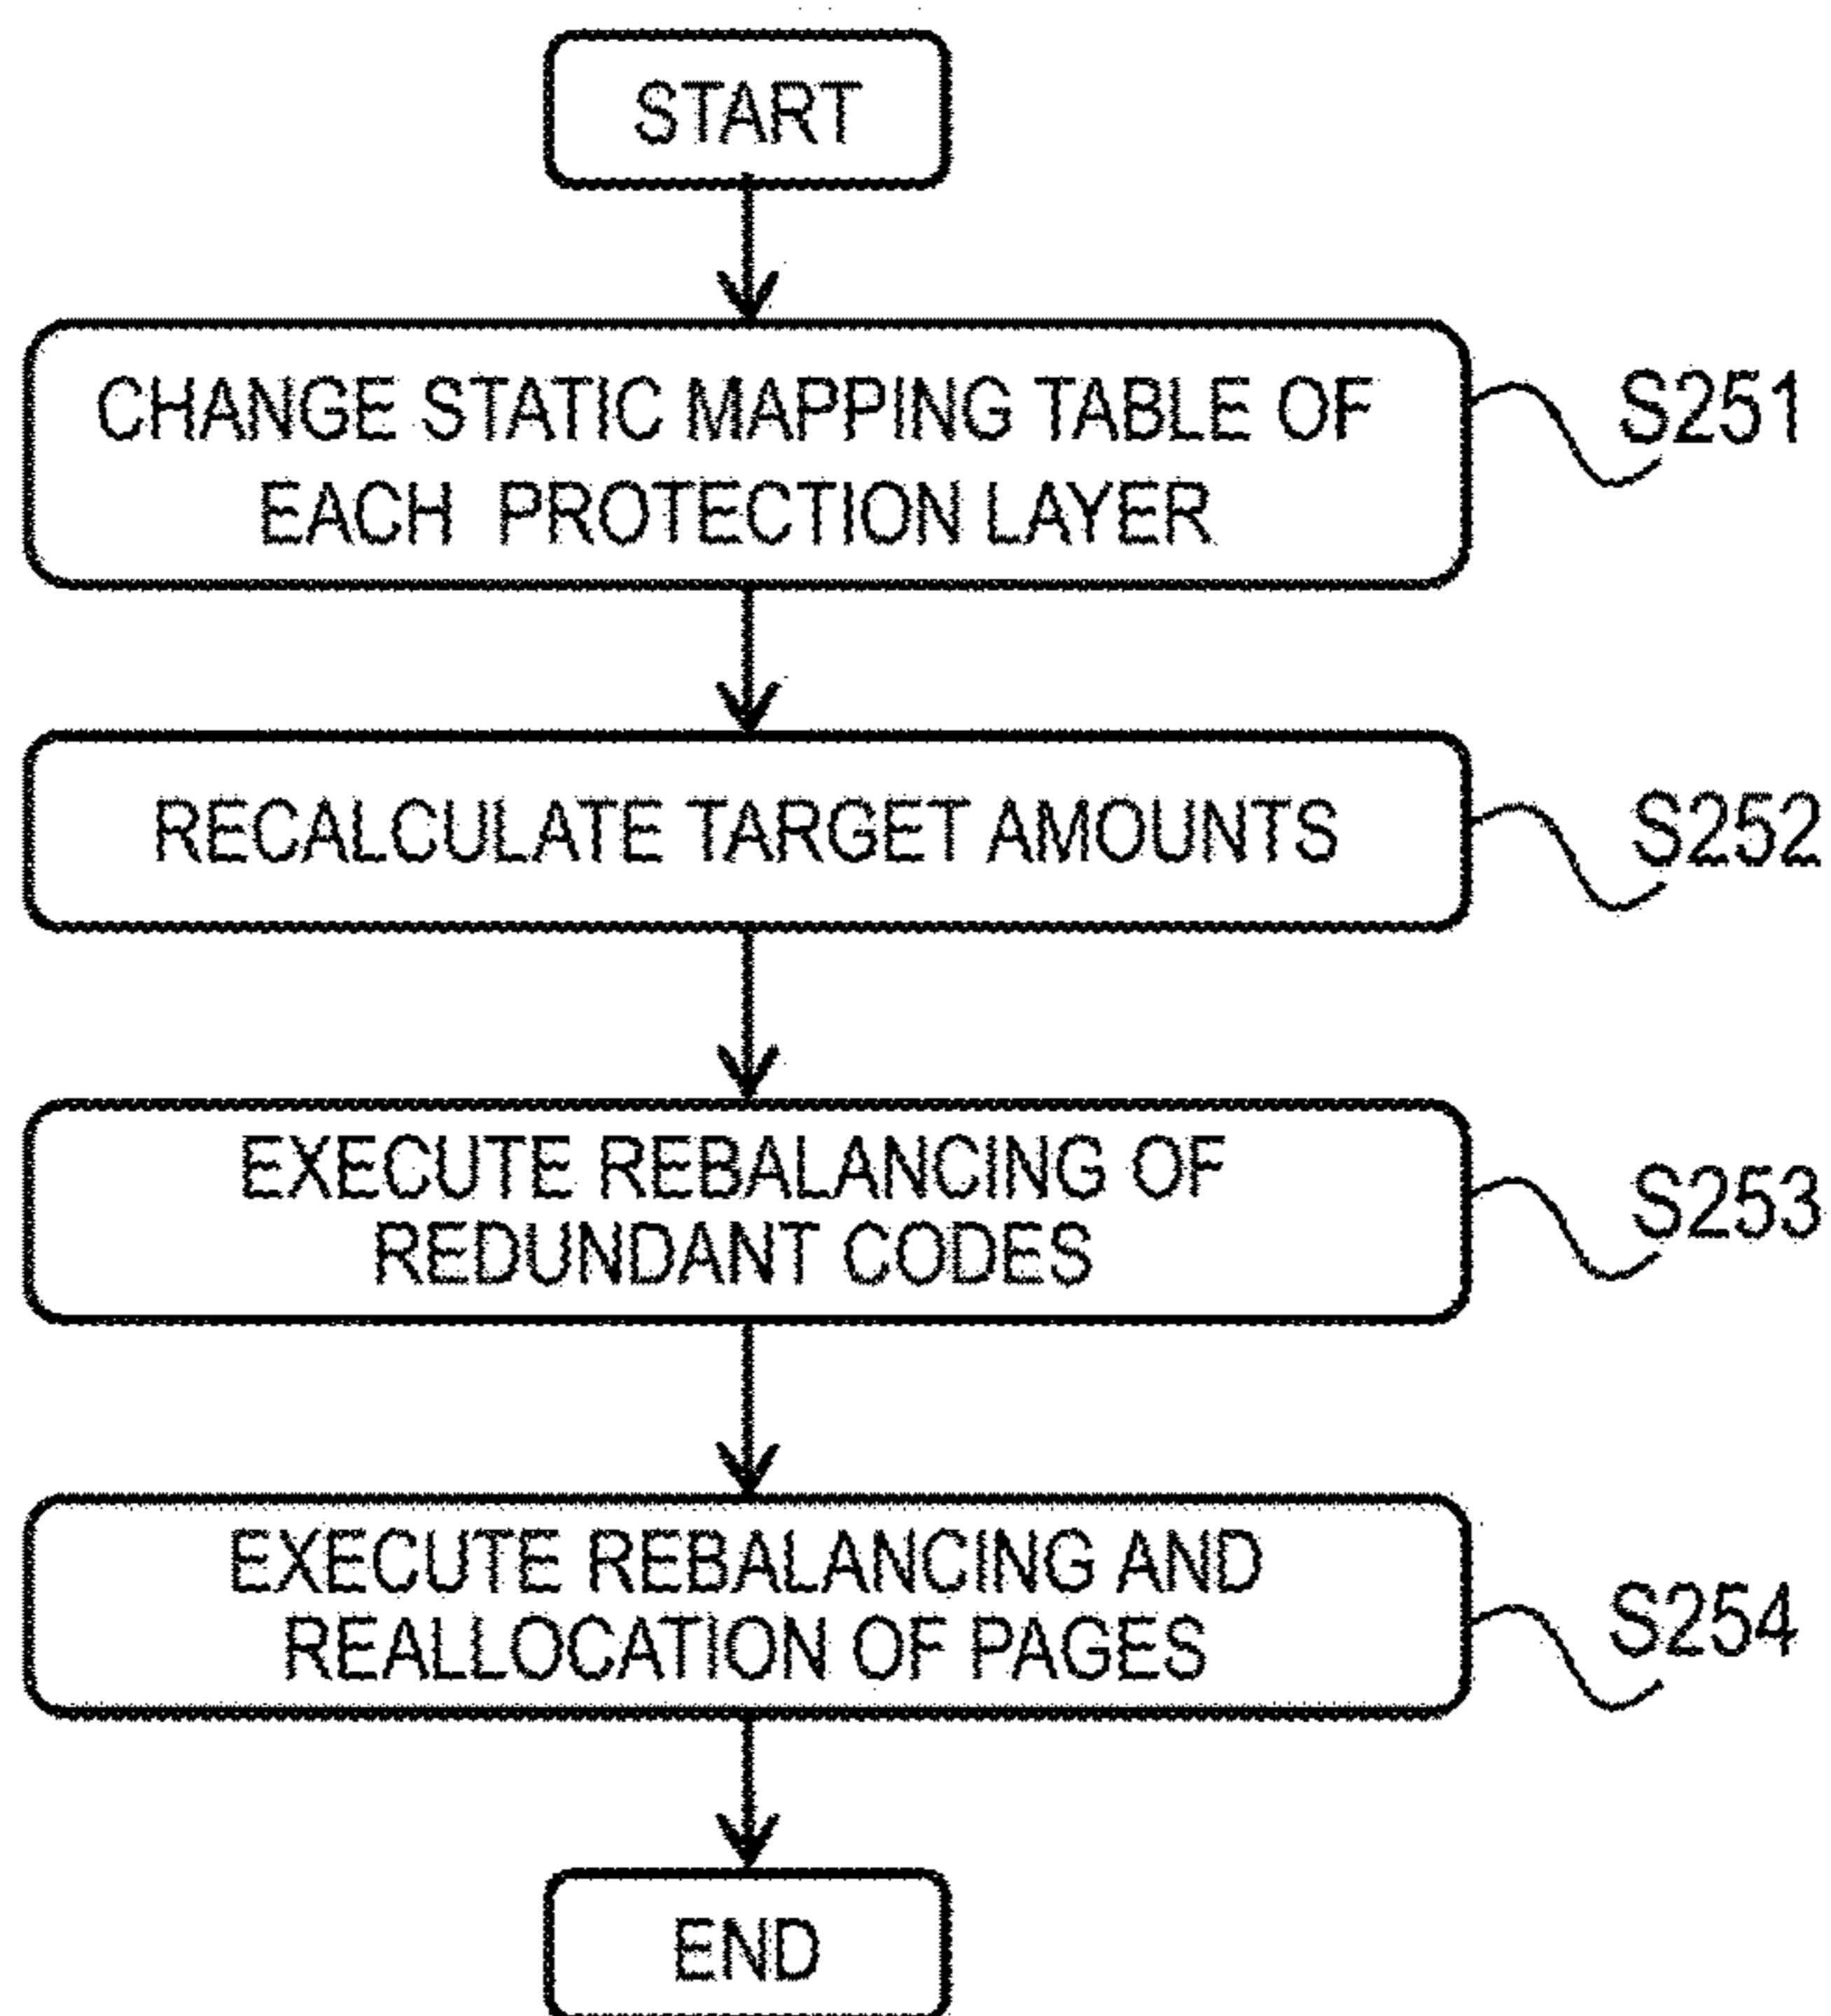 START
CHANGE STATIC MAPPING TABLE OF
EACH PROTECTION LAYER
S251
RECALCULATE TARGET AMOUNTS
S252
EXECUTE REBALANCING OF
REDUNDANT CODES
S253
EXECUTE REBALANCING AND
REALLOCATION OF PAGES
S254
END